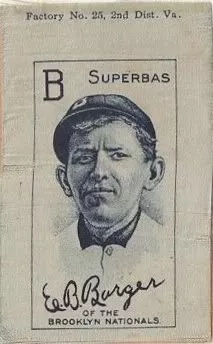 Factory No. 25, 2nd Dist. Va.
B SUPERBAS
B
E.B.Barger
OF THE
BROOKLYN NATIONALS.